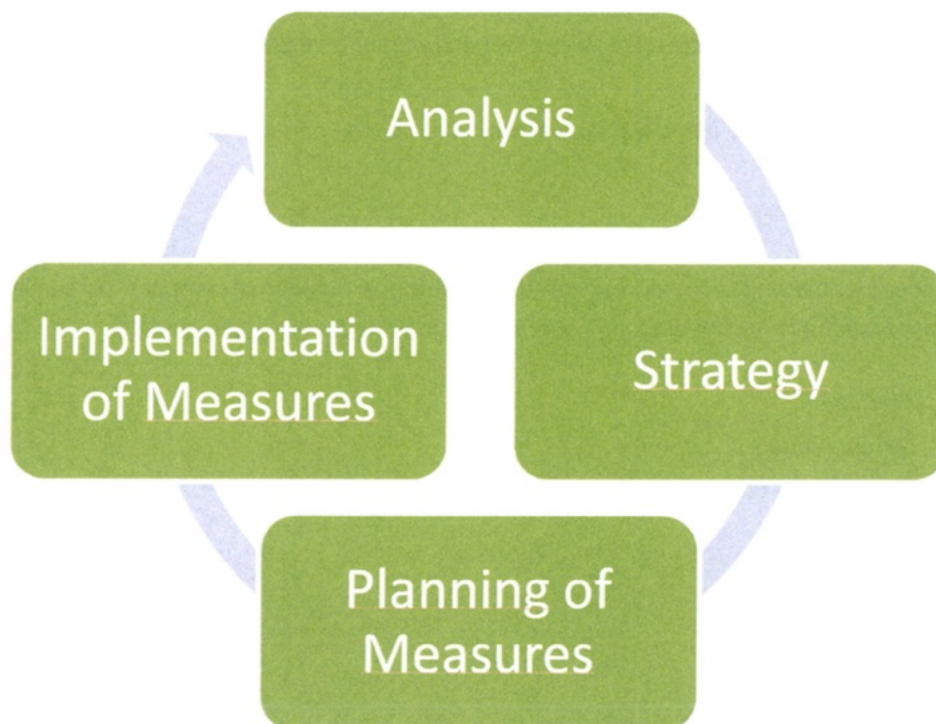 Analysis
Strategy
Planning of
Measures
Implementation
of Measures